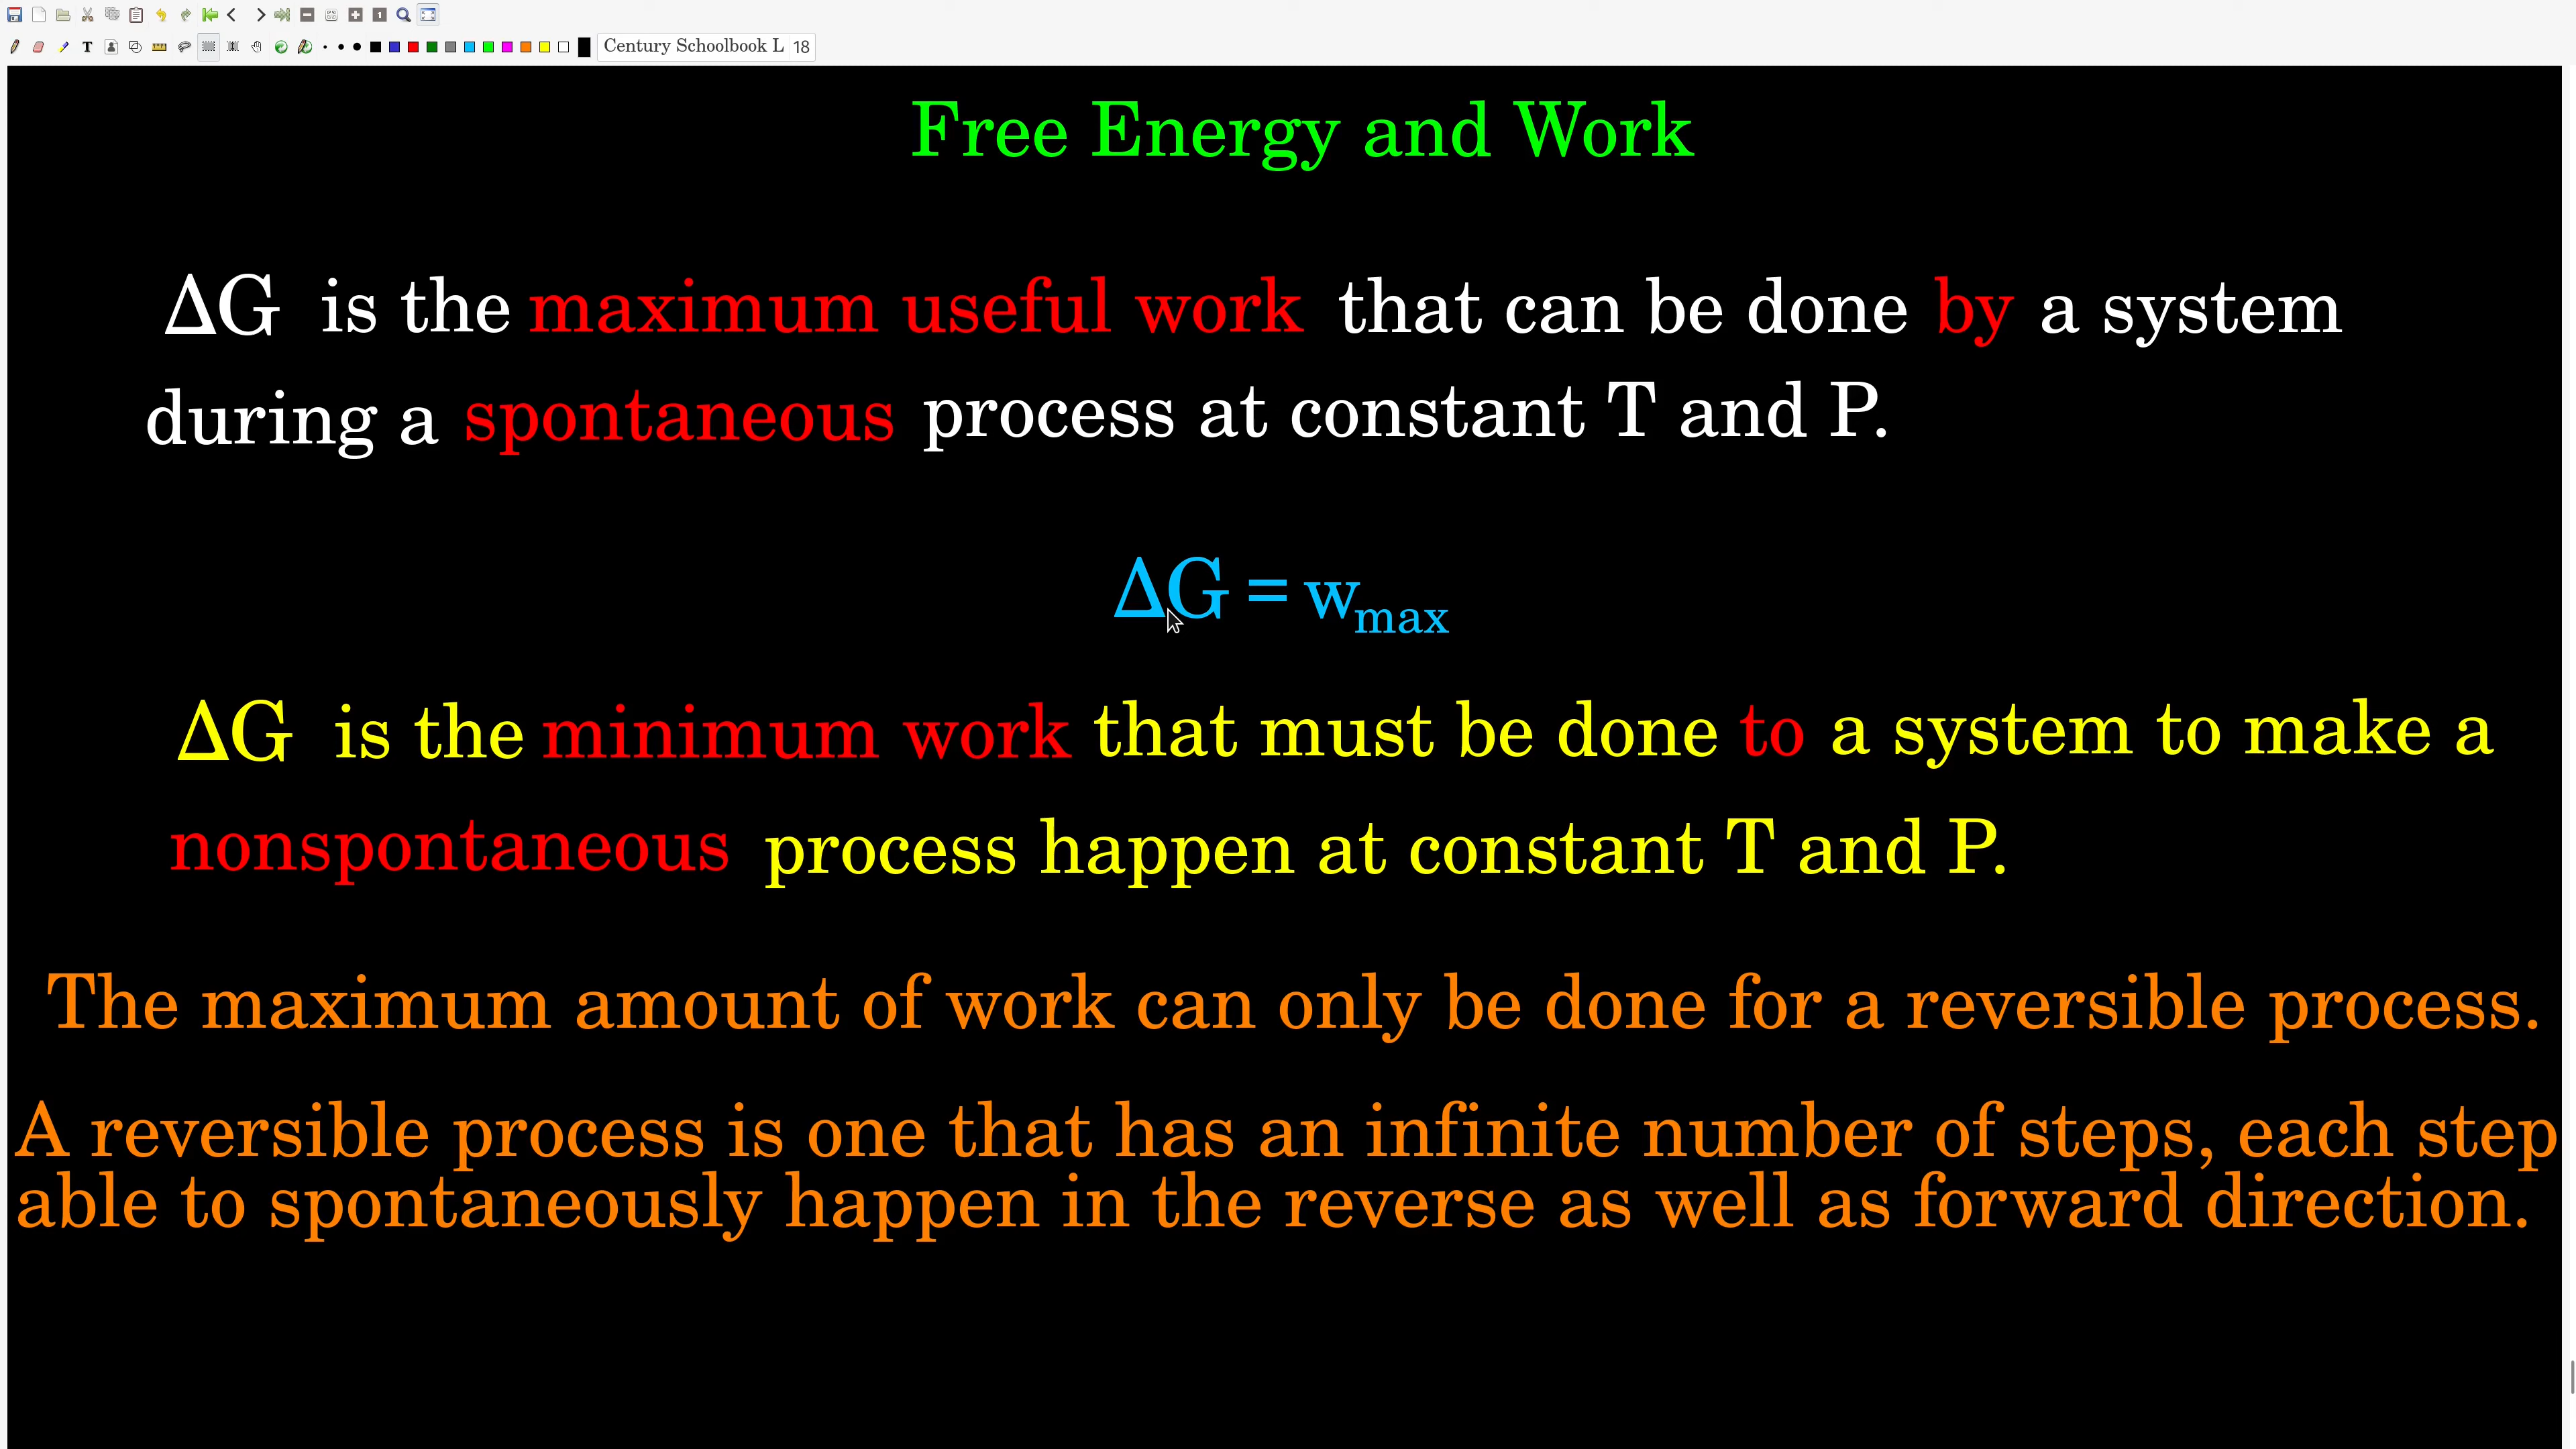 Century Schoolbook L 18
Free Energy and Work
ΔG is the maximum useful work that can be done by a system
during a spontaneous process at constant T and P.
ΔG = wmax
ΔG is the minimum work that must be done to a system to make a
nonspontaneous process happen at constant T and P.
The maximum amount of work can only be done for a reversible process.
A reversible process is one that has an infinite number of steps, each step
able to spontaneously happen in the reverse as well as forward direction.